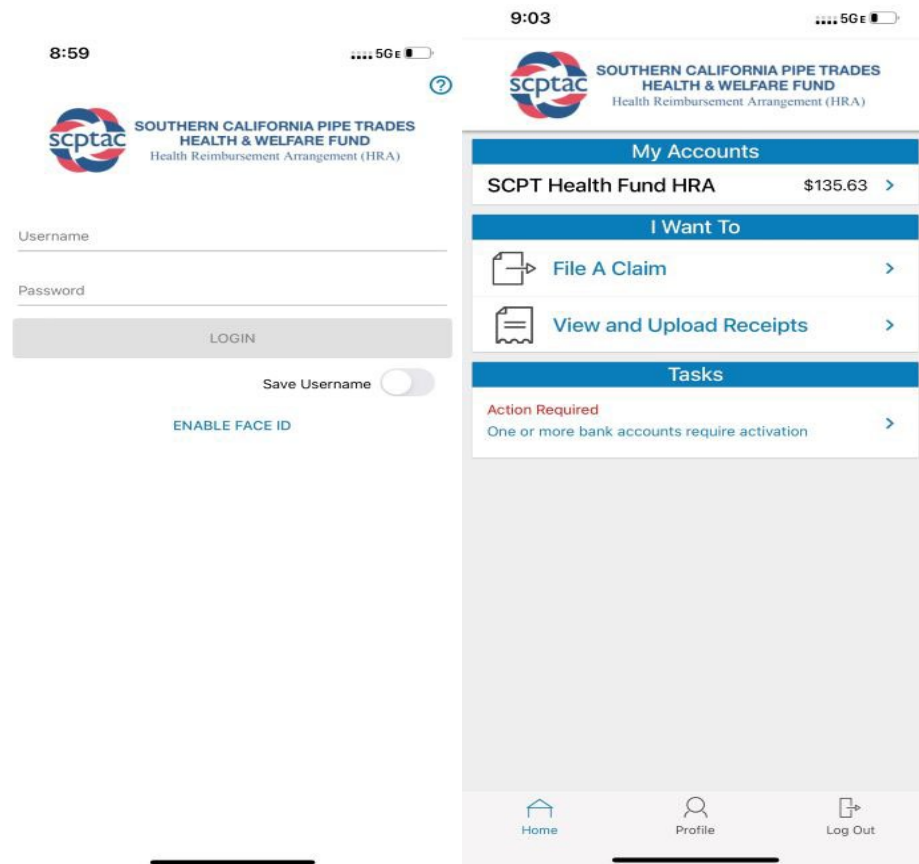 8:59
5G E
?
scptac
SOUTHERN CALIFORNIA PIPE TRADES
HEALTH & WELFARE FUND
Health Reimbursement Arrangement (HRA)
Username
Password
LOGIN
Save Username
ENABLE FACE ID
9:03
5G E
scptac
SOUTHERN CALIFORNIA PIPE TRADES
HEALTH & WELFARE FUND
Health Reimbursement Arrangement (HRA)
My Accounts
SCPT Health Fund HRA $135.63
I Want To
File A Claim
View and Upload Receipts
Tasks
Action Required
One or more bank accounts require activation
Home Profile Log Out